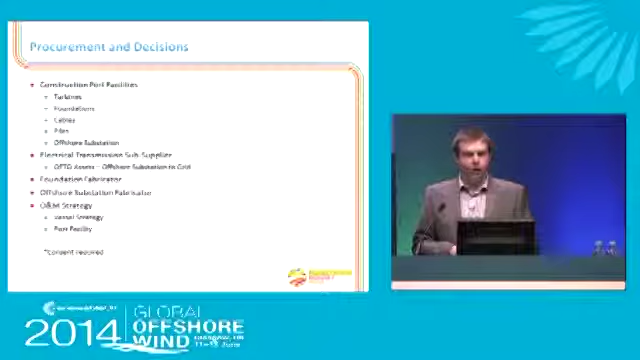 Procurement and Decisions
Construction Port Facilities
Turbines
Foundations
Cables
Piles
Offshore Substation
Electrical Transmission Sub-Supplier
OFTO Assets – Offshore Substation to Grid
Foundation Fabricator
Offshore Substation Fabricator
O&M Strategy
Vessel Strategy
Port Facility
*Consent required
2014
GLOBAL
OFFSHORE
WIND
GLASGOW, UK
11–12 June